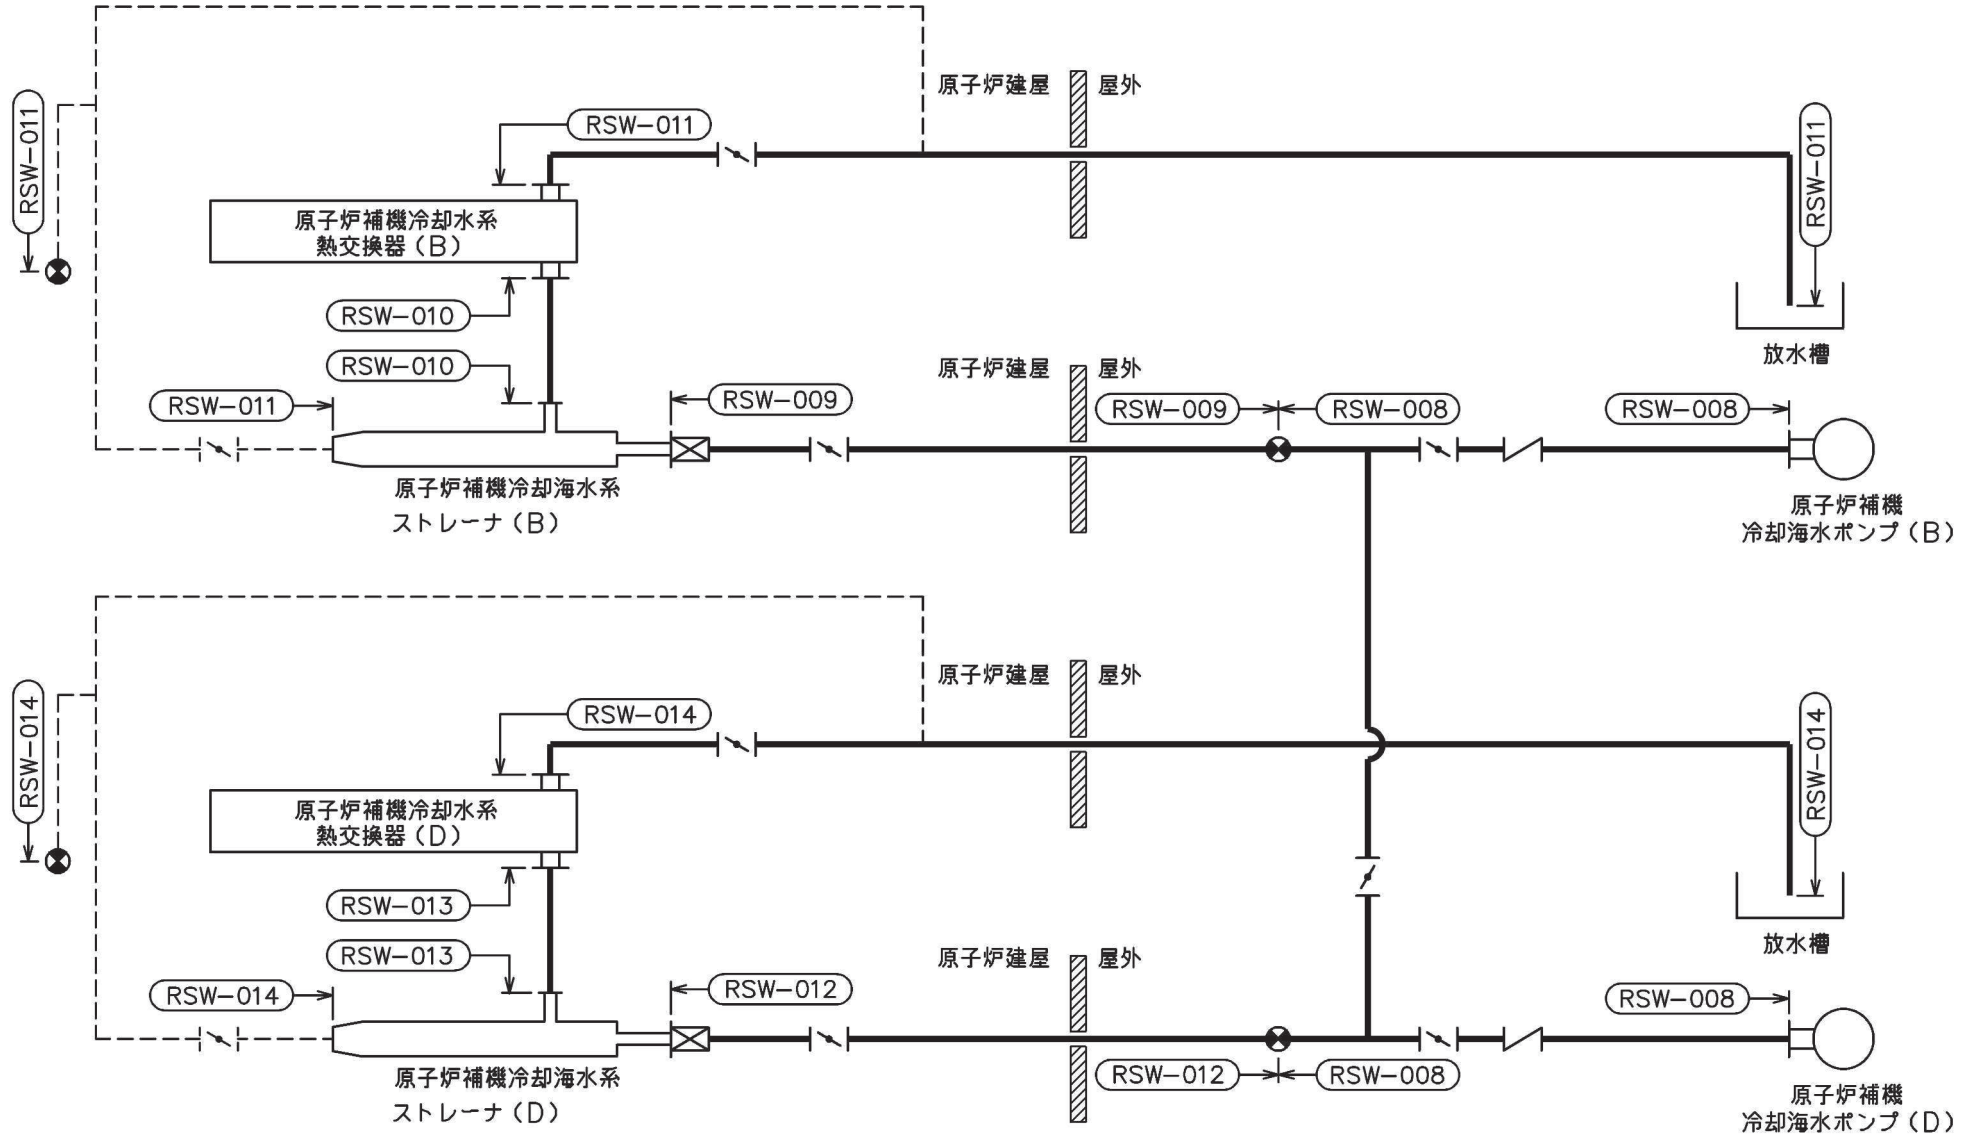 原子炉建屋
屋外
RSW-011
RSW-011
RSW-011
原子炉補機冷却水系
熱交換器(B)
RSW-010
放水槽
RSW-010
原子炉建屋
屋外
RSW-011
RSW-009
RSW-009
RSW-008
RSW-008
原子炉補機冷却海水系
ストレーナ(B)
原子炉補機
冷却海水ポンプ(B)
原子炉建屋
屋外
RSW-014
RSW-014
RSW-014
原子炉補機冷却水系
熱交換器(D)
RSW-013
放水槽
RSW-013
原子炉建屋
屋外
RSW-014
RSW-012
RSW-008
RSW-012
RSW-008
原子炉補機冷却海水系
ストレーナ(D)
原子炉補機
冷却海水ポンプ(D)